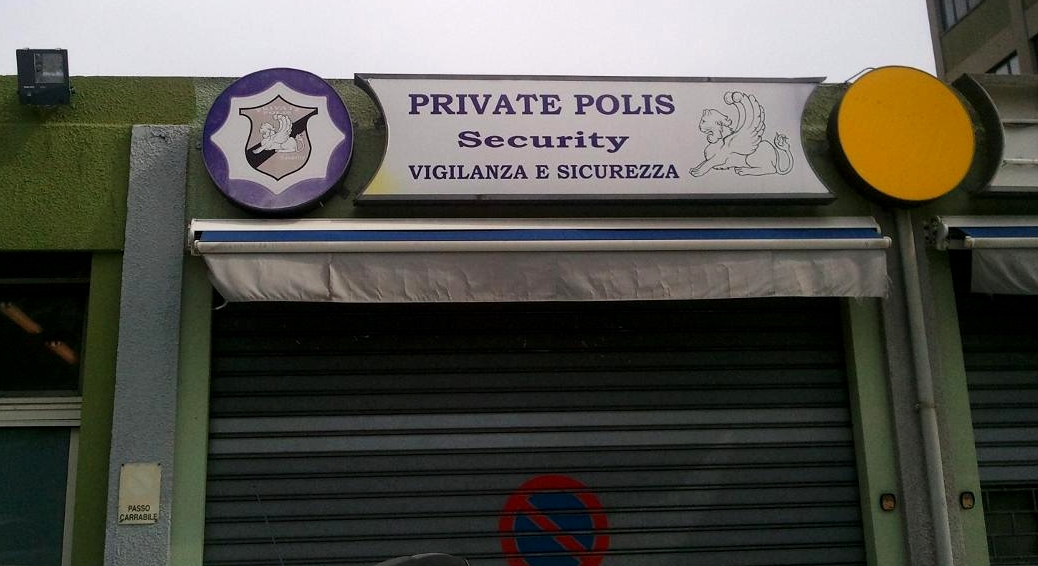 PRIVATE POLIS
Security
VIGILANZA E SICUREZZA
PASSO
CARRABILE